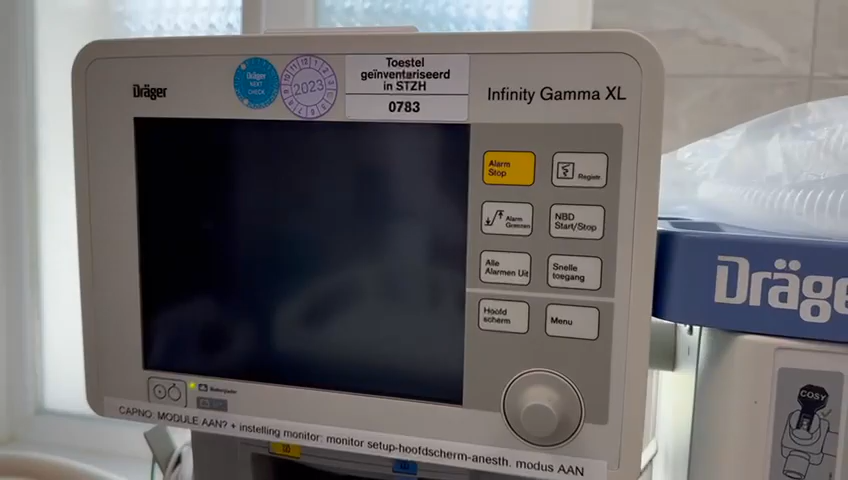 Dräger
Dräger
NEXT
CHECK
2023
Toestel
geïnventariseerd
in STZH
0783
Infinity Gamma XL
Alarm
Stop
Registr
Alarm
Grenzen
NBD
Start/Stop
Alle
Alarmen Uit
Snelle
toegang
Hoofd
scherm
Menu
CAPNO MODULE AAN? + instelling monitor: monitor setup-hoofdscherm-anesth. modus AAN
Dräge
COSY